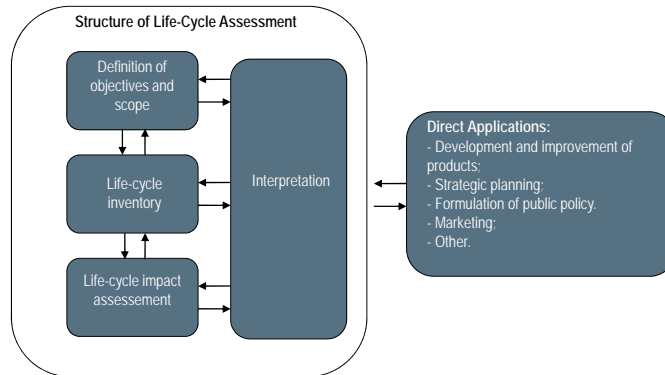 Structure of Life-Cycle Assessment
Definition of
objectives and
scope
Life-cycle
inventory
Life-cycle impact
assessment
Interpretation
Direct Applications:
- Development and improvement of
products;
- Strategic planning;
- Formulation of public policy.
- Marketing;
- Other.